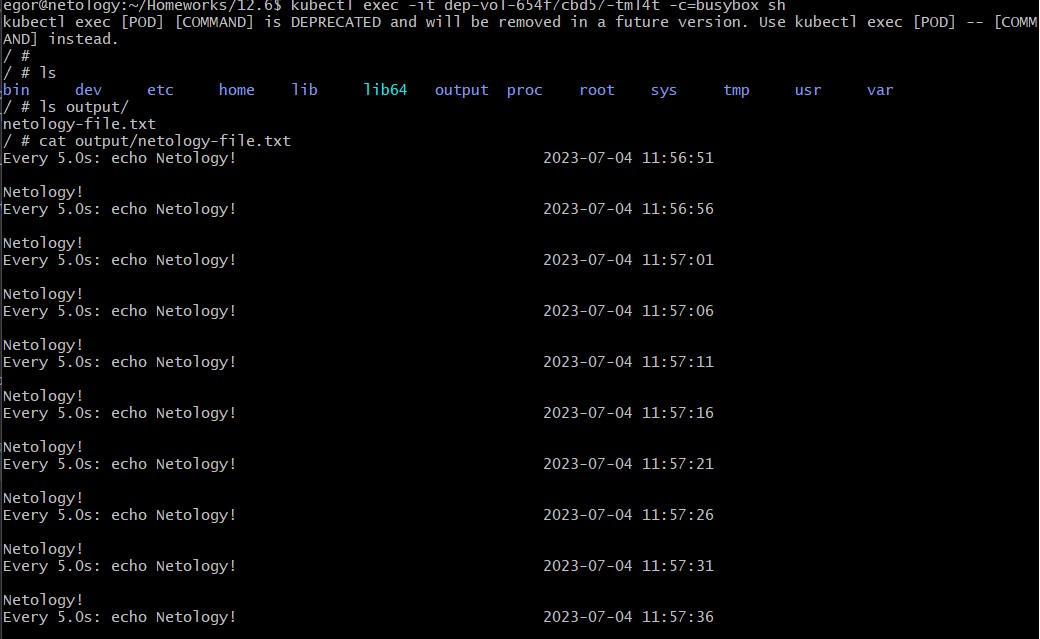 egor@netology:~/Homeworks/12.6$ kubectl exec -it dep-vol-654f7cbd57-tml4t -c=busybox sh
kubectl exec [POD] [COMMAND] is DEPRECATED and will be removed in a future version. Use kubectl exec [POD] -- [COMM
AND] instead.
/ #
/ # ls
bin     dev     etc     home    lib     lib64   output  proc    root    sys     tmp     usr     var
/ # ls output/
netology-file.txt
/ # cat output/netology-file.txt
Every 5.0s: echo Netology!                                  2023-07-04 11:56:51

Netology!
Every 5.0s: echo Netology!                                  2023-07-04 11:56:56

Netology!
Every 5.0s: echo Netology!                                  2023-07-04 11:57:01

Netology!
Every 5.0s: echo Netology!                                  2023-07-04 11:57:06

Netology!
Every 5.0s: echo Netology!                                  2023-07-04 11:57:11

Netology!
Every 5.0s: echo Netology!                                  2023-07-04 11:57:16

Netology!
Every 5.0s: echo Netology!                                  2023-07-04 11:57:21

Netology!
Every 5.0s: echo Netology!                                  2023-07-04 11:57:26

Netology!
Every 5.0s: echo Netology!                                  2023-07-04 11:57:31

Netology!
Every 5.0s: echo Netology!                                  2023-07-04 11:57:36